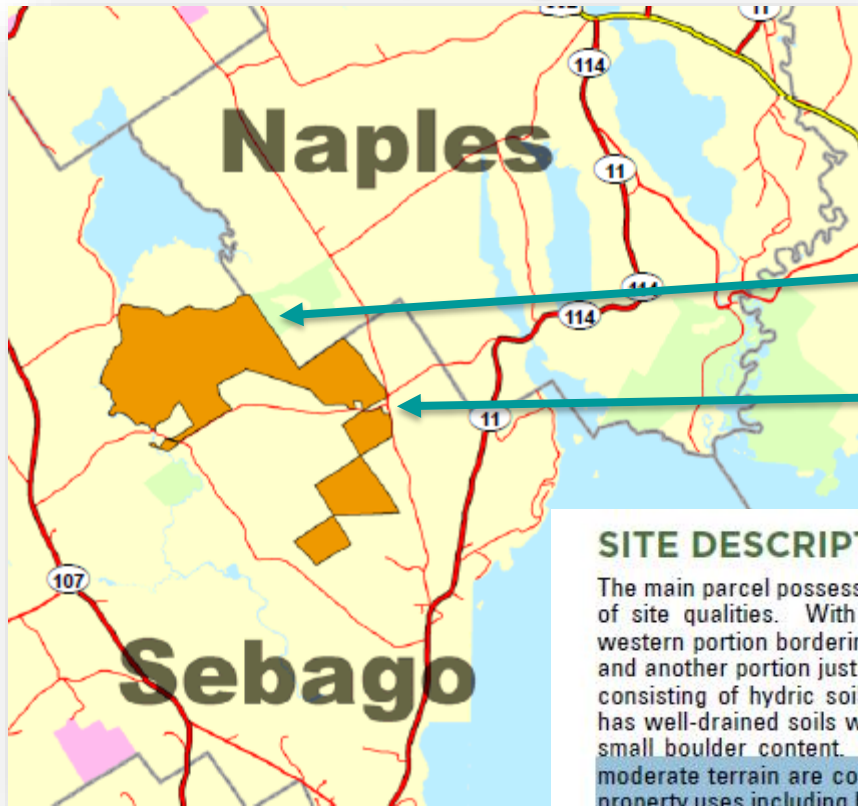 11
114
Naples
11
114
114
11
107
Sebago
SITE DESCRIPT
The main parcel possess
of site qualities. With
western portion borderin
and another portion just
consisting of hydric soi
has well-drained soils w
small boulder content.
moderate terrain are co